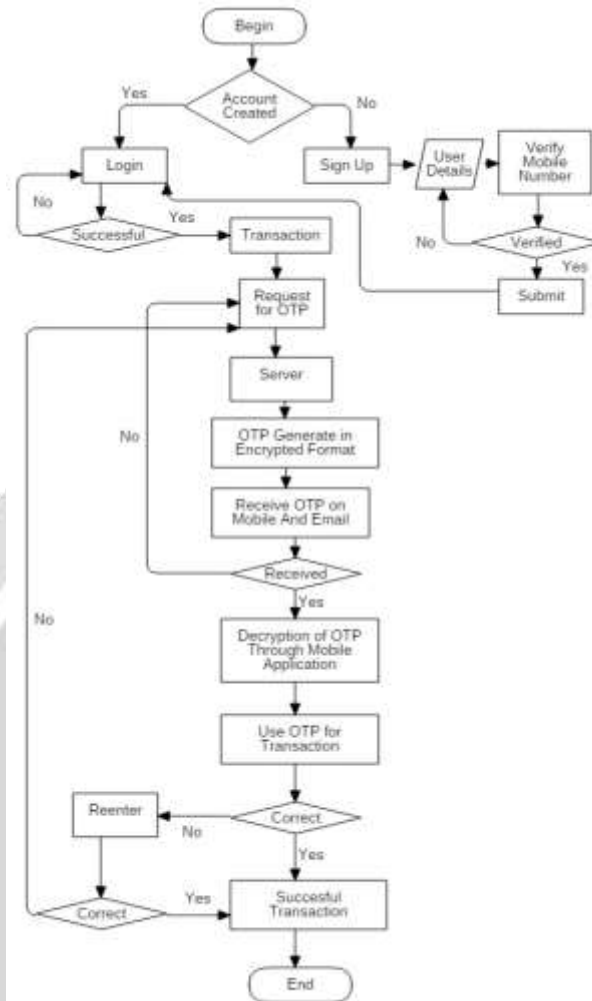 Begin
Yes
Account
Created
No
Login
Sign Up
User
Details
Verify
Mobile
Number
No
Successful
Yes
Transaction
No
Verified
Yes
Submit
Request
for OTP
Server
No
OTP Generate in
Encrypted Format
Receive OTP on
Mobile And Email
Received
Yes
No
Decryption of OTP
Through Mobile
Application
Use OTP for
Transaction
Reenter
No
Correct
Yes
Correct
Yes
Succesful
Transaction
End